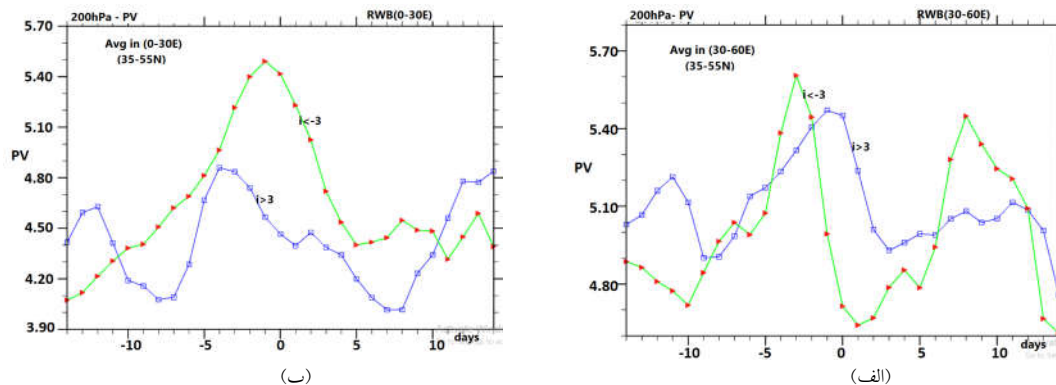 200hPa - PV RWB(0-30E)
5.70
Avg in (0-30E)
(35-55N)
5.40
i<-3
5.10
PV
4.80
i>3
4.50
4.20
3.90
-10 -5 0 5 10 days
(ب)
200hPa- PV RWB(30-60E)
5.70
Avg in (30-60E)
(35-55N)
i<-3
5.40
i>3
PV
5.10
4.80
-10 -5 0 5 10 days
(الف)